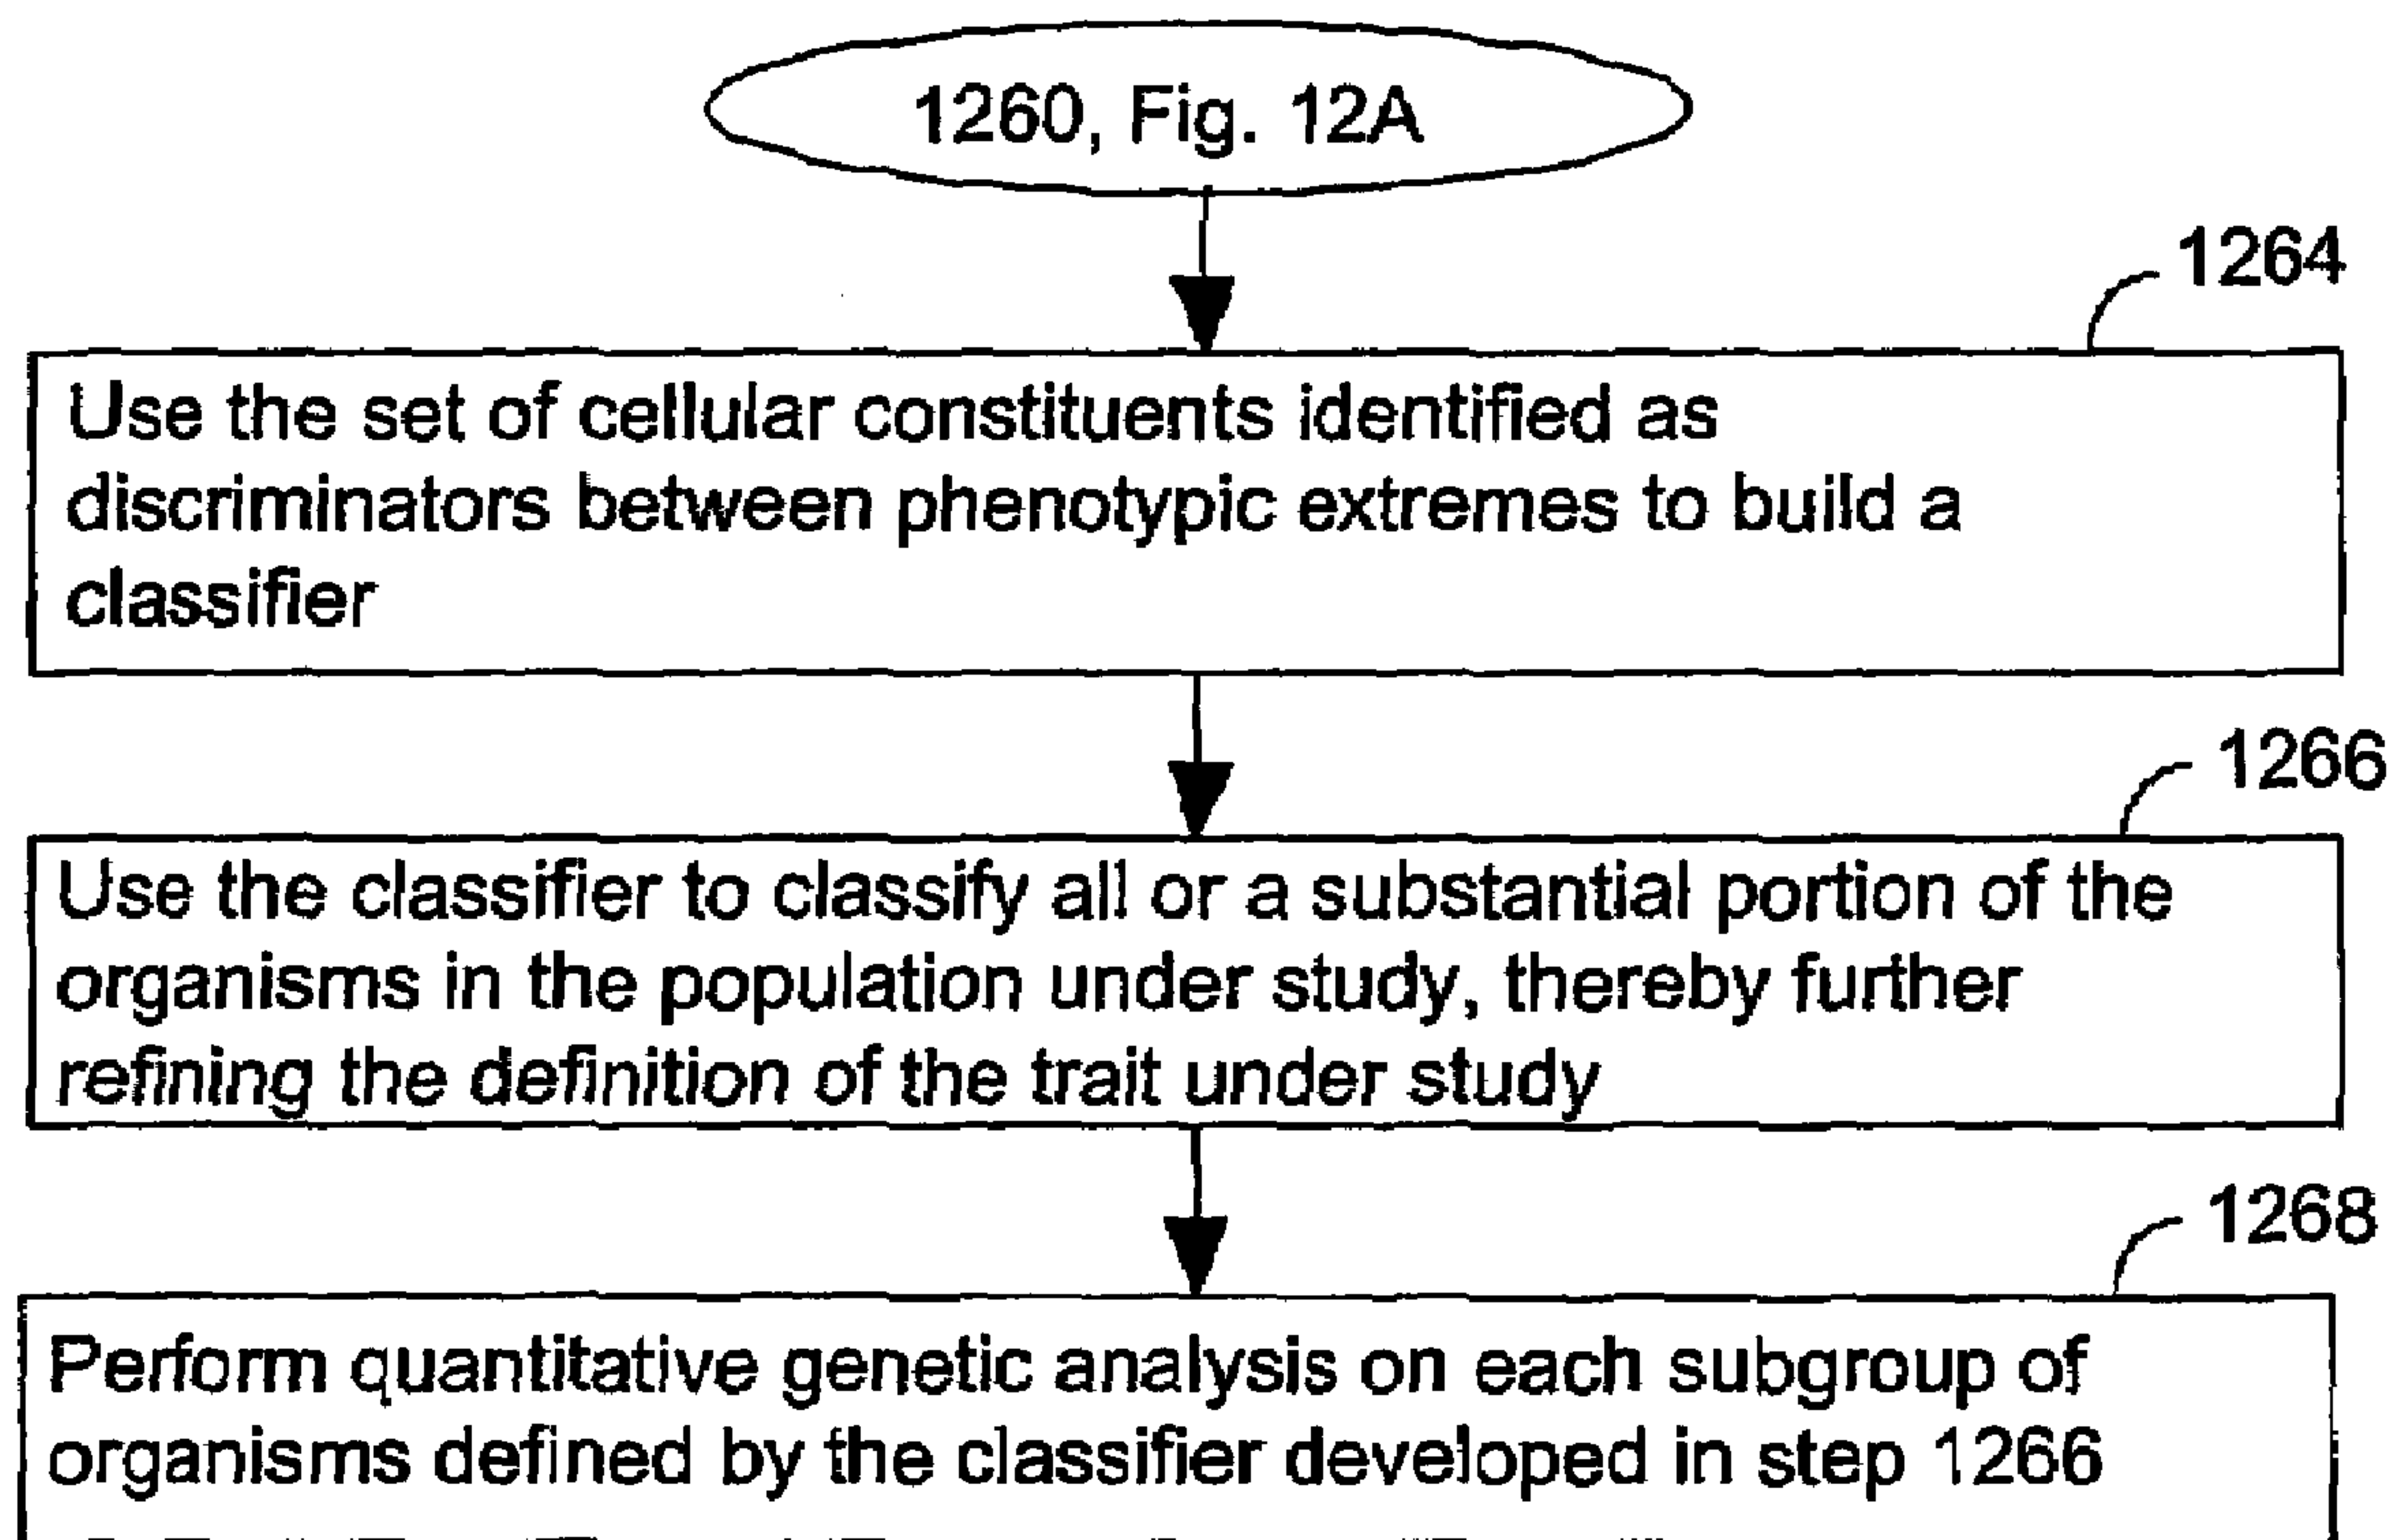 1260, Fig. 12A
1264
Use the set of cellular constituents identified as
discriminators between phenotypic extremes to build a
classifier
1266
Use the classifier to classify all or a substantial portion of the
organisms in the population under study, thereby further
refining the definition of the trait under study
1268
Perform quantitative genetic analysis on each subgroup of
organisms defined by the classifier developed in step 1266